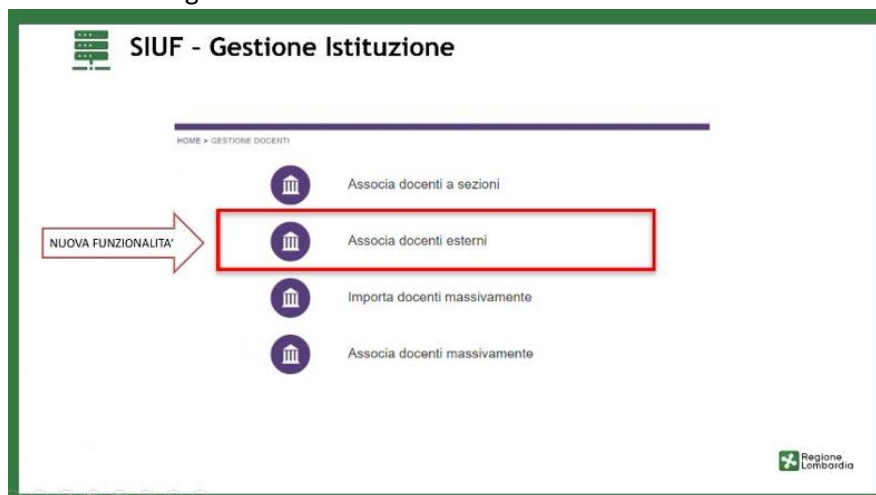 SIUF - Gestione Istituzione
HOME > GESTIONE DOCENTI
Associa docenti a sezioni
NUOVA FUNZIONALITA'
Associa docenti esterni
Importa docenti massivamente
Associa docenti massivamente
Regione
Lombardia